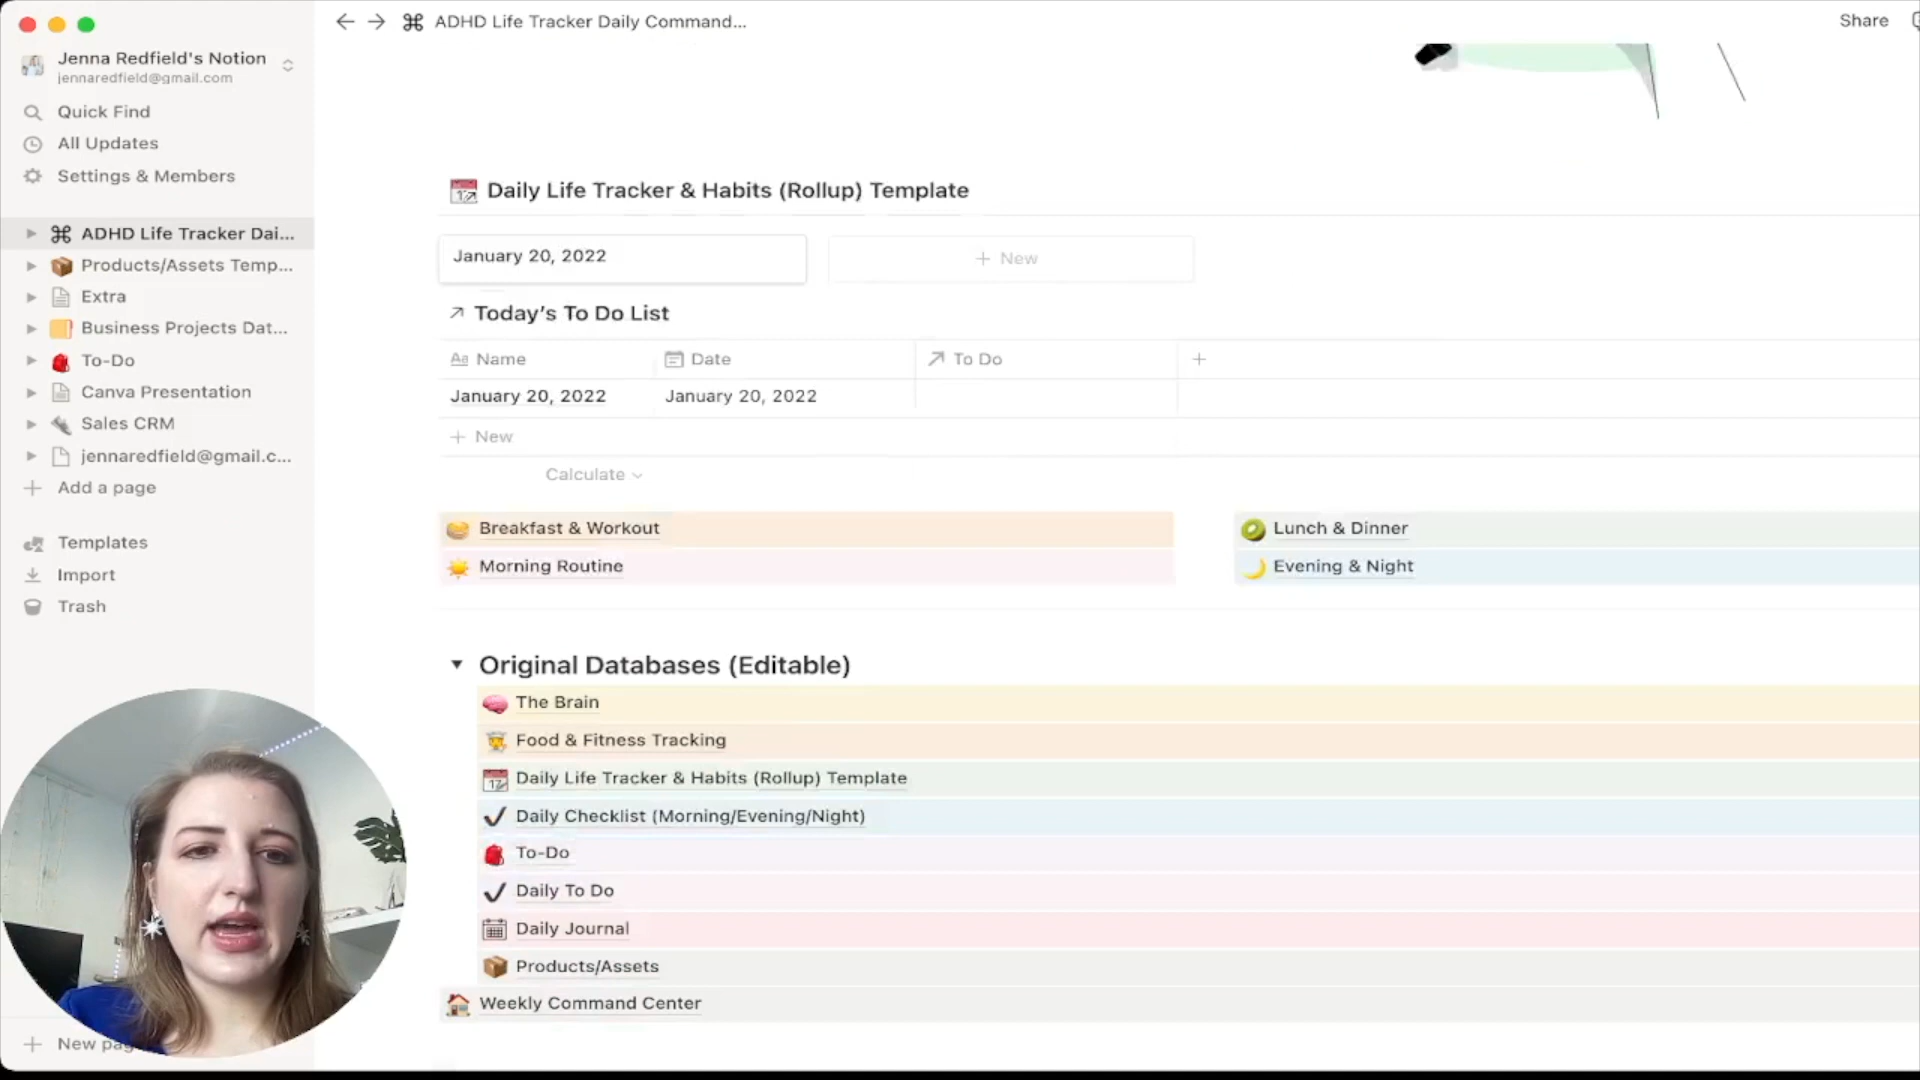 ADHD Life Tracker Daily Command...
Share
Jenna Redfield's Notion
jennaredfield@gmail.com
Quick Find
All Updates
Settings & Members
ADHD Life Tracker Dai...
Products/Assets Temp...
Extra
Business Projects Dat...
To-Do
Canva Presentation
Sales CRM
jennaredfield@gmail.c...
Add a page
Templates
Import
Trash
Daily Life Tracker & Habits (Rollup) Template
January 20, 2022
New
Today's To Do List
Aa Name
Date
To Do
January 20, 2022
January 20, 2022
New
Calculate
Breakfast & Workout
Lunch & Dinner
Morning Routine
Evening & Night
Original Databases (Editable)
The Brain
Food & Fitness Tracking
Daily Life Tracker & Habits (Rollup) Template
Daily Checklist (Morning/Evening/Night)
To-Do
Daily To Do
Daily Journal
Products/Assets
Weekly Command Center
New pag